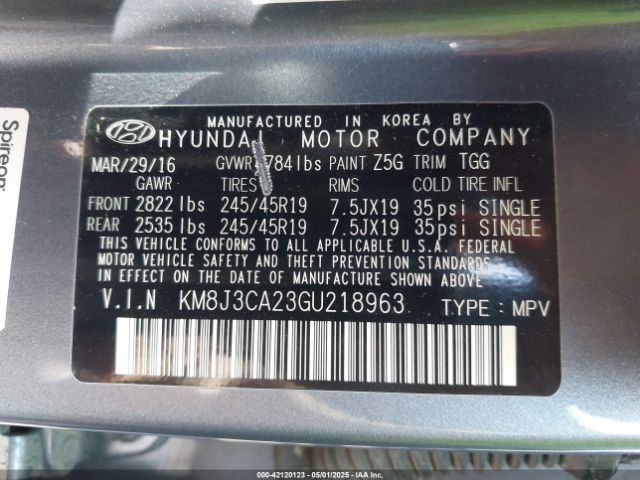 Spireon
MANUFACTURED IN KOREA BY
HYUNDAI MOTOR COMPANY
MAR/29/16 GVWR 784lbs PAINT Z5G TRIM TGG
GAWR TIRES RIMS COLD TIRE INFL
FRONT 2822lbs 245/45R19 7.5JX19 35psi SINGLE
REAR 2535lbs 245/45R19 7.5JX19 35psi SINGLE
THIS VEHICLE CONFORMS TO ALL APPLICABLE U.S.A. FEDERAL
MOTOR VEHICLE SAFETY AND THEFT PREVENTION STANDARDS
IN EFFECT ON THE DATE OF MANUFACTURE SHOWN ABOVE.
V.I.N KM8J3CA23GU218963 TYPE : MPV
000-42120123 - 05/01/2025 - IAA, Inc.